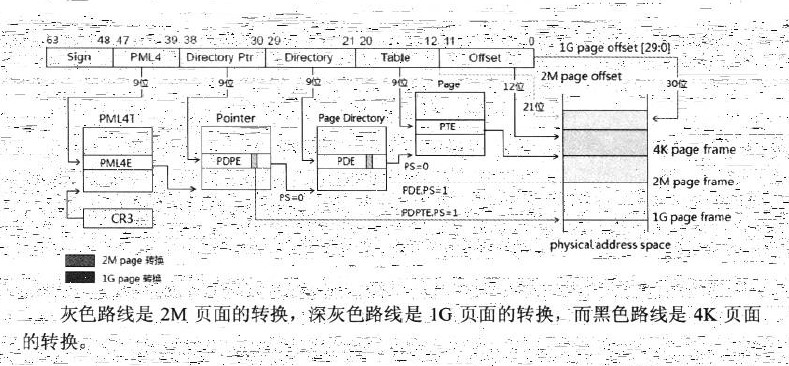 63 48 47 39 38 30 29 21 20 12 11 0
1G page offset [29:0]
Sign PML4 Directory Ptr Directory Table Offset
2M page offset
9位 9位 9位 9位 12位 21位 30位
PML4T Pointer Page Directory Page
PML4E PDPE PDE PTE
4K page frame
PS=0
PS=0
PDE.PS=1
2M page frame
CR3
PDPTE.PS=1
1G page frame
physical address space
2M page 转换
1G page 转换
灰色路线是 2M 页面的转换，深灰色路线是 1G 页面的转换，而黑色路线是 4K 页面
的转换。